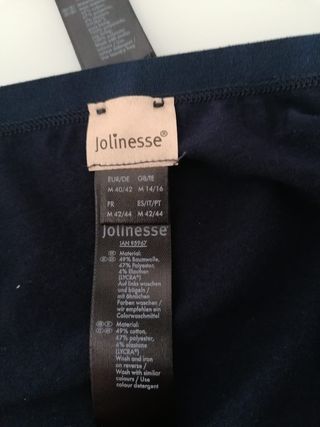 Jolinesse®
EUR/DE GB/IE
M 40/42 M 14/16
FR ES/IT/PT
M 42/44 M 42/44
Jolinesse®
IAN 95967
Material:
49% Baumwolle,
47% Polyester,
4% Elasthan
(LYCRA®)
Auf links waschen
und bügeln /
mit ähnlichen
Farben waschen /
wir empfehlen ein
Colorwaschmittel
Material:
49% cotton,
47% polyester,
4% elastane
(LYCRA®)
Wash and iron
on reverse /
Wash with similar
colours / Use
colour detergent